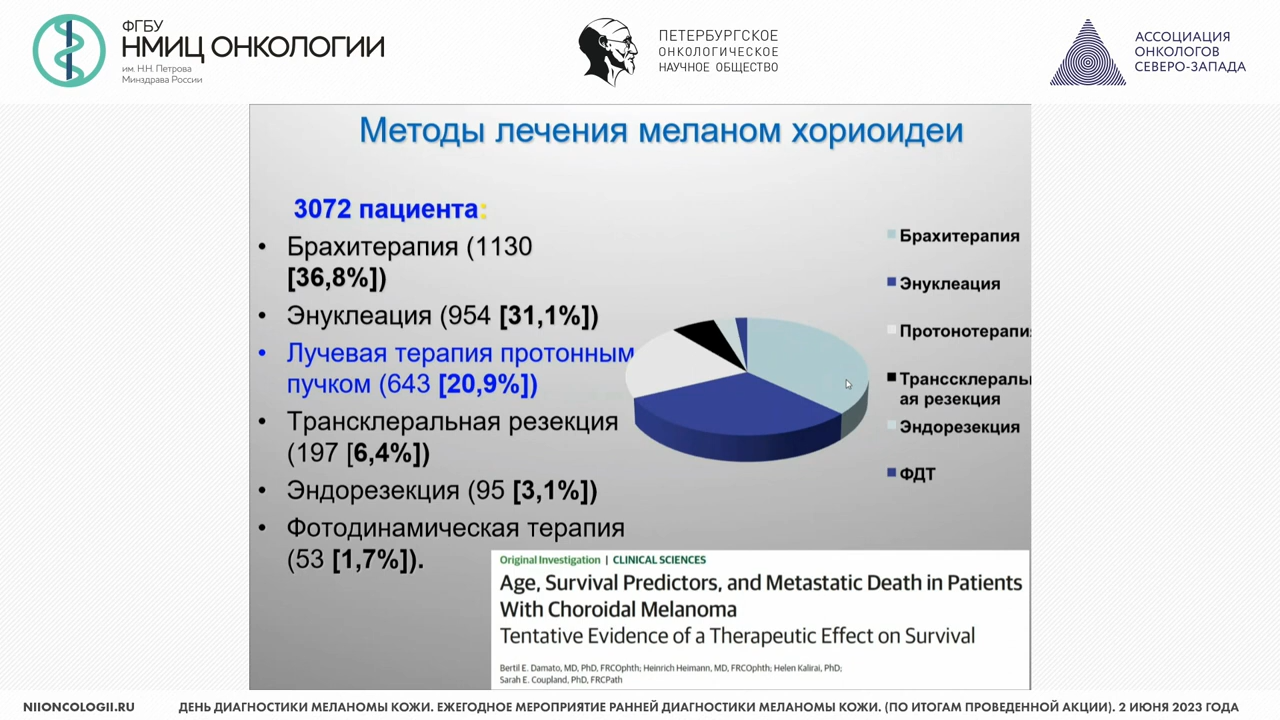 ФГБУ
НМИЦ ОНКОЛОГИИ
им. Н.Н. Петрова
Минздрава России
ПЕТЕРБУРГСКОЕ
ОНКОЛОГИЧЕСКОЕ
НАУЧНОЕ ОБЩЕСТВО
АССОЦИАЦИЯ
ОНКОЛОГОВ
СЕВЕРО-ЗАПАДА
Методы лечения меланом хориоидеи
3072 пациента:
• Брахитерапия (1130
[36,8%])
• Энуклеация (954 [31,1%])
• Лучевая терапия протонным
пучком (643 [20,9%])
• Трансклеральная резекция
(197 [6,4%])
• Эндорезекция (95 [3,1%])
• Фотодинамическая терапия
(53 [1,7%]).
Брахитерапия
Энуклеация
Протонотерапи
Транссклераль
ая резекция
Эндорезекция
ФДТ
Original Investigation | CLINICAL SCIENCES
Age, Survival Predictors, and Metastatic Death in Patients
With Choroidal Melanoma
Tentative Evidence of a Therapeutic Effect on Survival
Bertil E. Damato, MD, PhD, FRCOphth; Heinrich Heimann, MD, FRCOphth; Helen Kalirai, PhD;
Sarah E. Coupland, PhD, FRCPath
NIIONCOLOGII.RU
ДЕНЬ ДИАГНОСТИКИ МЕЛАНОМЫ КОЖИ. ЕЖЕГОДНОЕ МЕРОПРИЯТИЕ РАННЕЙ ДИАГНОСТИКИ МЕЛАНОМЫ КОЖИ. (ПО ИТОГАМ ПРОВЕДЕННОЙ АКЦИИ). 2 ИЮНЯ 2023 ГОДА